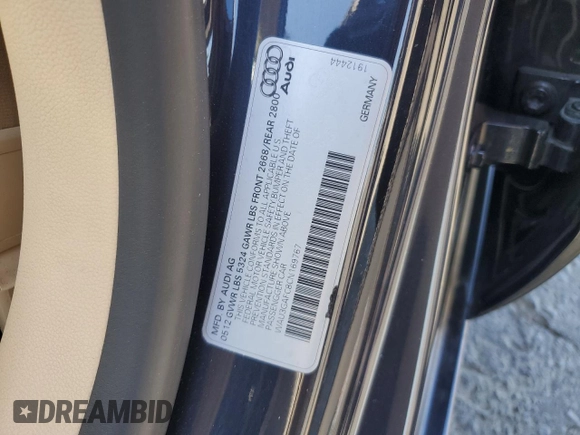 MFD. BY AUDI AG
0512 GVWR LBS 5324 GAWR LBS FRONT 2668/REAR 2800
THIS VEHICLE CONFORMS TO ALL APPLICABLE U.S.
FEDERAL MOTOR VEHICLE SAFETY BUMPER AND THEFT
PREVENTION STANDARDS IN EFFECT ON THE DATE OF
MANUFACTURE SHOWN ABOVE
PASSENGER CAR
Audi
1912444
GERMANY
DREAMBID